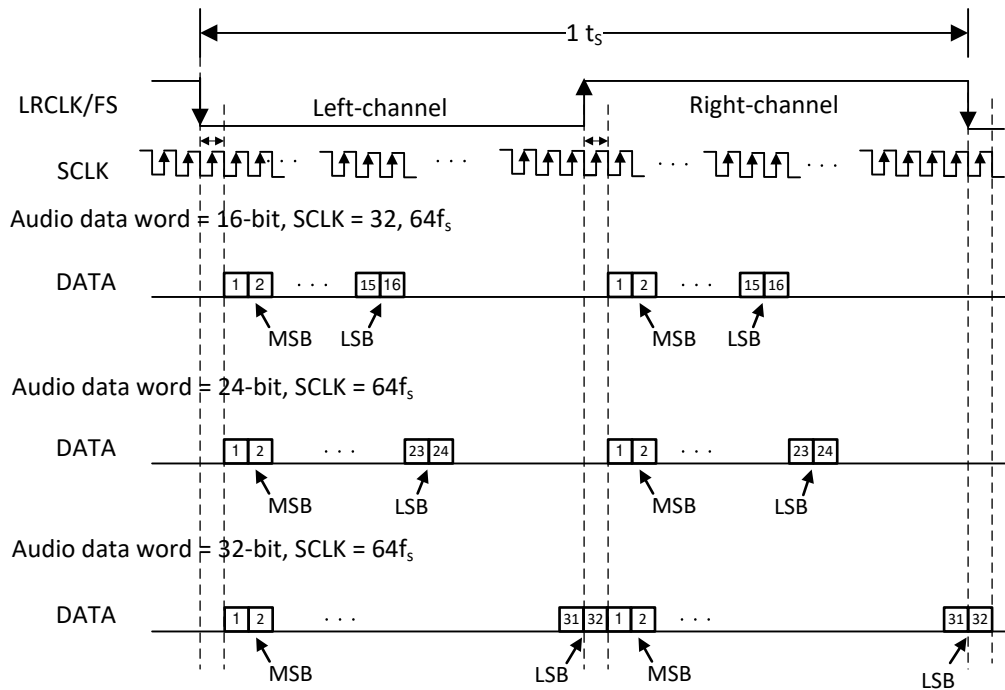 1 tₛ
LRCLK/FS Left-channel Right-channel
SCLK · · · · · · · · · · · ·
Audio data word = 16-bit, SCLK = 32, 64fₛ
DATA 1 2 · · · 15 16 1 2 · · · 15 16
MSB LSB MSB LSB
Audio data word = 24-bit, SCLK = 64fₛ
DATA 1 2 · · · 23 24 1 2 · · · 23 24
MSB LSB MSB LSB
Audio data word = 32-bit, SCLK = 64fₛ
DATA 1 2 · · · 31 32 1 2 · · · 31 32
MSB LSB MSB LSB